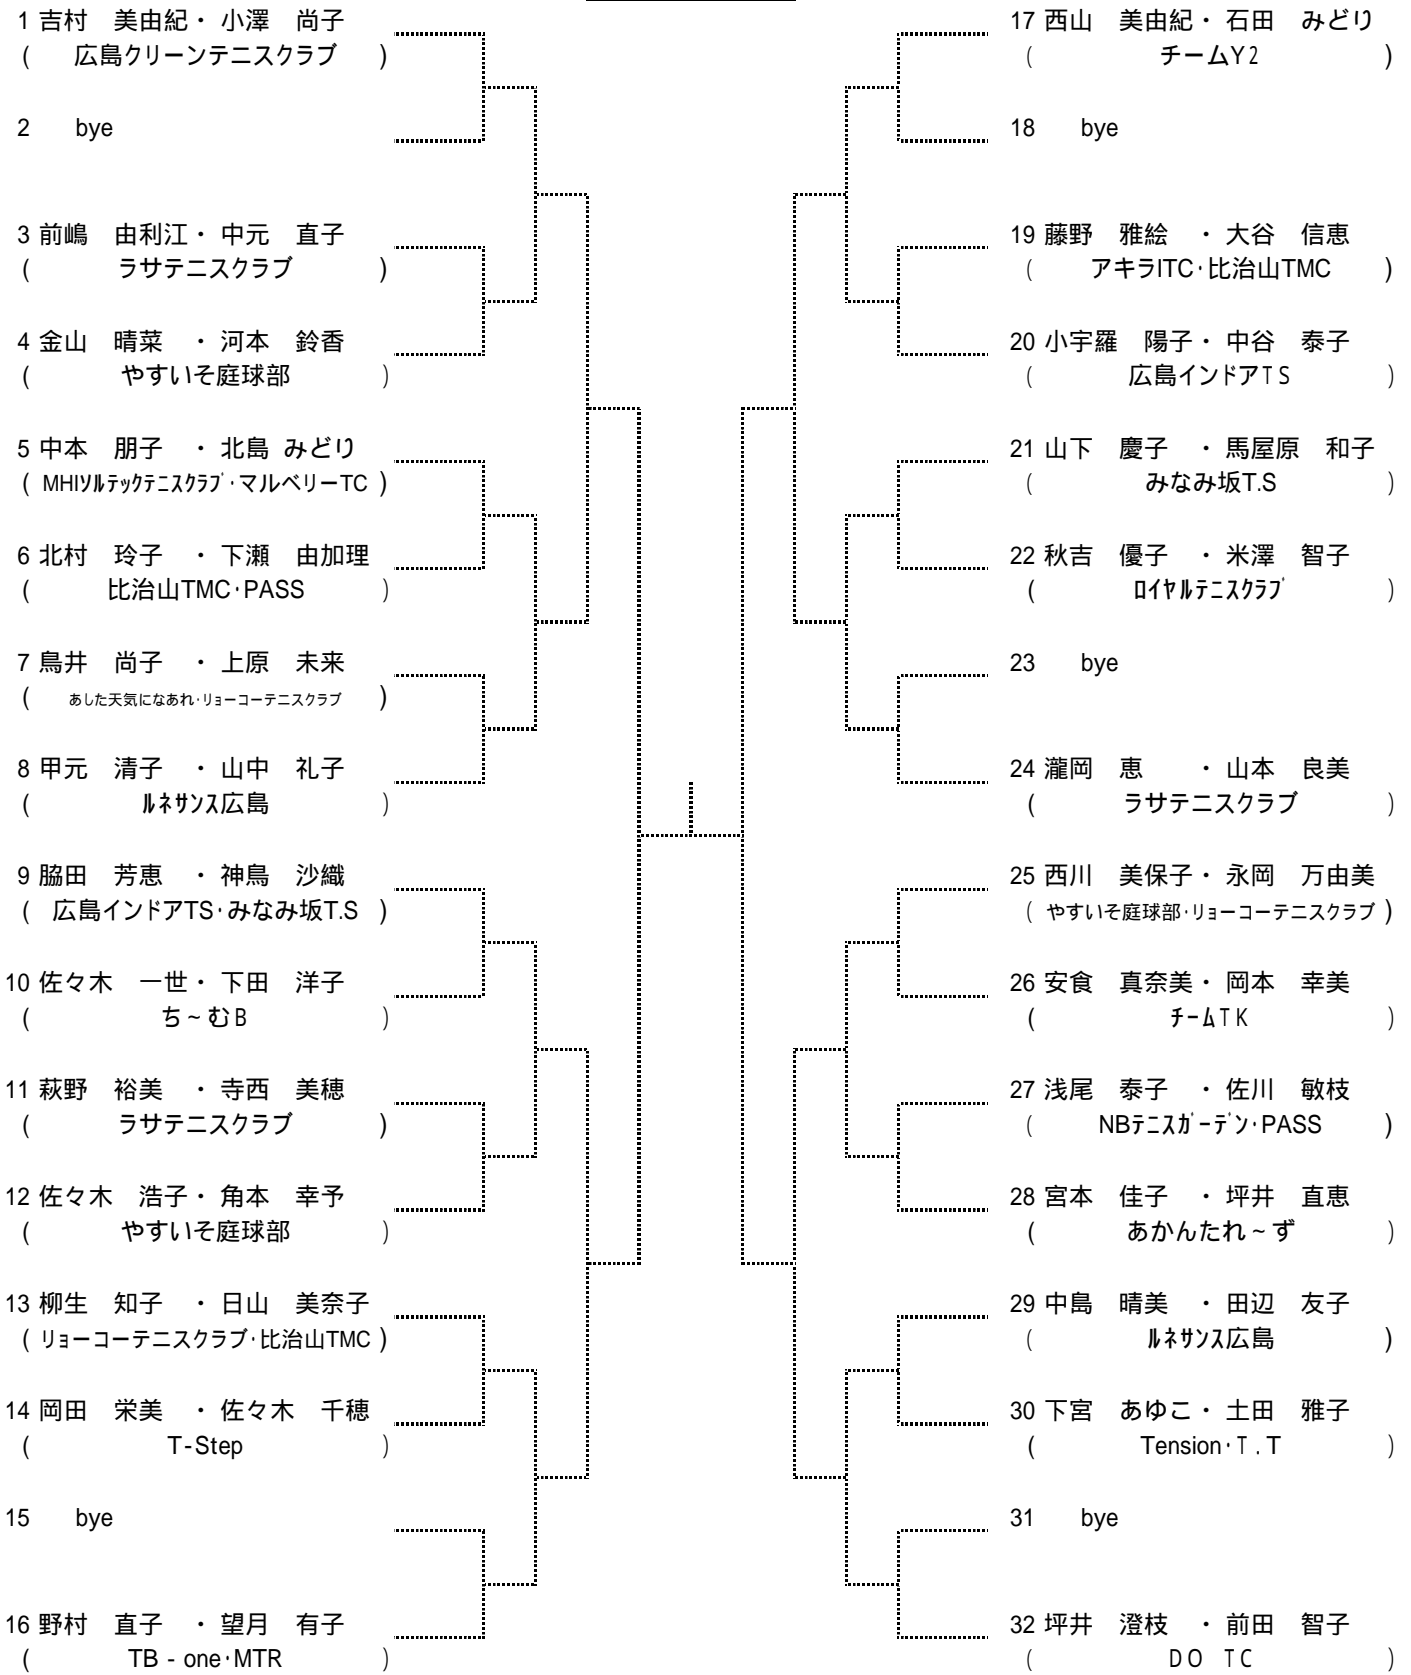 1 吉村　美由紀・ 小澤　尚子
(　広島クリーンテニスクラブ　)
2　bye
3 前嶋　由利江・ 中元　直子
(　ラサテニスクラブ　)
4 金山　晴菜　・ 河本　鈴香
(　やすいそ庭球部　)
5 中本　朋子　・ 北島 みどり
( MHIｿﾙﾃｯｸﾃﾆｽｸﾗﾌﾞ･マルベリーTC )
6 北村　玲子　・ 下瀬　由加理
(　比治山TMC･PASS　)
7 鳥井　尚子　・ 上原　未来
(　あした天気になあれ･リョーコーテニスクラブ　)
8 甲元　清子　・ 山中　礼子
(　ﾙﾈｻﾝｽ広島　)
9 脇田　芳恵　・ 神鳥　沙織
(　広島インドアTS･みなみ坂T.S　)
10 佐々木　一世・ 下田　洋子
(　ち～むB　)
11 萩野　裕美　・ 寺西　美穂
(　ラサテニスクラブ　)
12 佐々木　浩子・ 角本　幸予
(　やすいそ庭球部　)
13 柳生　知子　・ 日山　美奈子
( リョーコーテニスクラブ･比治山TMC )
14 岡田　栄美　・ 佐々木　千穂
(　T-Step　)
15　bye
16 野村　直子　・ 望月　有子
(　TB - one･MTR　)
17 西山　美由紀・ 石田　みどり
(　チームY2　)
18　bye
19 藤野　雅絵　・ 大谷　信恵
(　アキラITC･比治山TMC　)
20 小宇羅　陽子・ 中谷　泰子
(　広島インドアTS　)
21 山下　慶子　・ 馬屋原　和子
(　みなみ坂T.S　)
22 秋吉　優子　・ 米澤　智子
(　ﾛｲﾔﾙﾃﾆｽｸﾗﾌﾞ　)
23　bye
24 瀧岡　恵　　・ 山本　良美
(　ラサテニスクラブ　)
25 西川　美保子・ 永岡　万由美
( やすいそ庭球部･リョーコーテニスクラブ )
26 安食　真奈美・ 岡本　幸美
(　ﾁｰﾑTK　)
27 浅尾　泰子　・ 佐川　敏枝
(　NBﾃﾆｽｶﾞｰﾃﾞﾝ･PASS　)
28 宮本　佳子　・ 坪井　直恵
(　あかんたれ～ず　)
29 中島　晴美　・ 田辺　友子
(　ﾙﾈｻﾝｽ広島　)
30 下宮　あゆこ・ 土田　雅子
(　Tension･T．T　)
31　bye
32 坪井　澄枝　・ 前田　智子
(　DO　TC　)